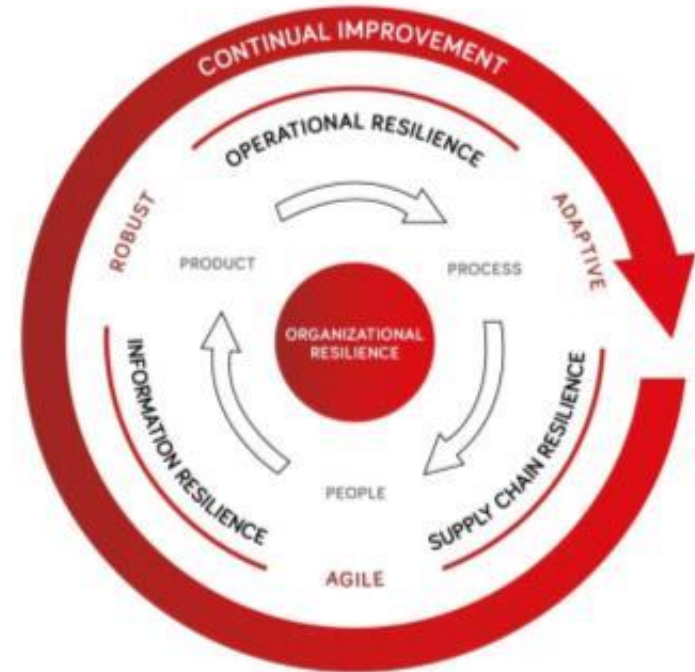 CONTINUAL IMPROVEMENT
OPERATIONAL RESILIENCE
ROBUST
ADAPTIVE
PRODUCT
PROCESS
ORGANIZATIONAL
RESILIENCE
INFORMATION RESILIENCE
SUPPLY CHAIN RESILIENCE
PEOPLE
AGILE